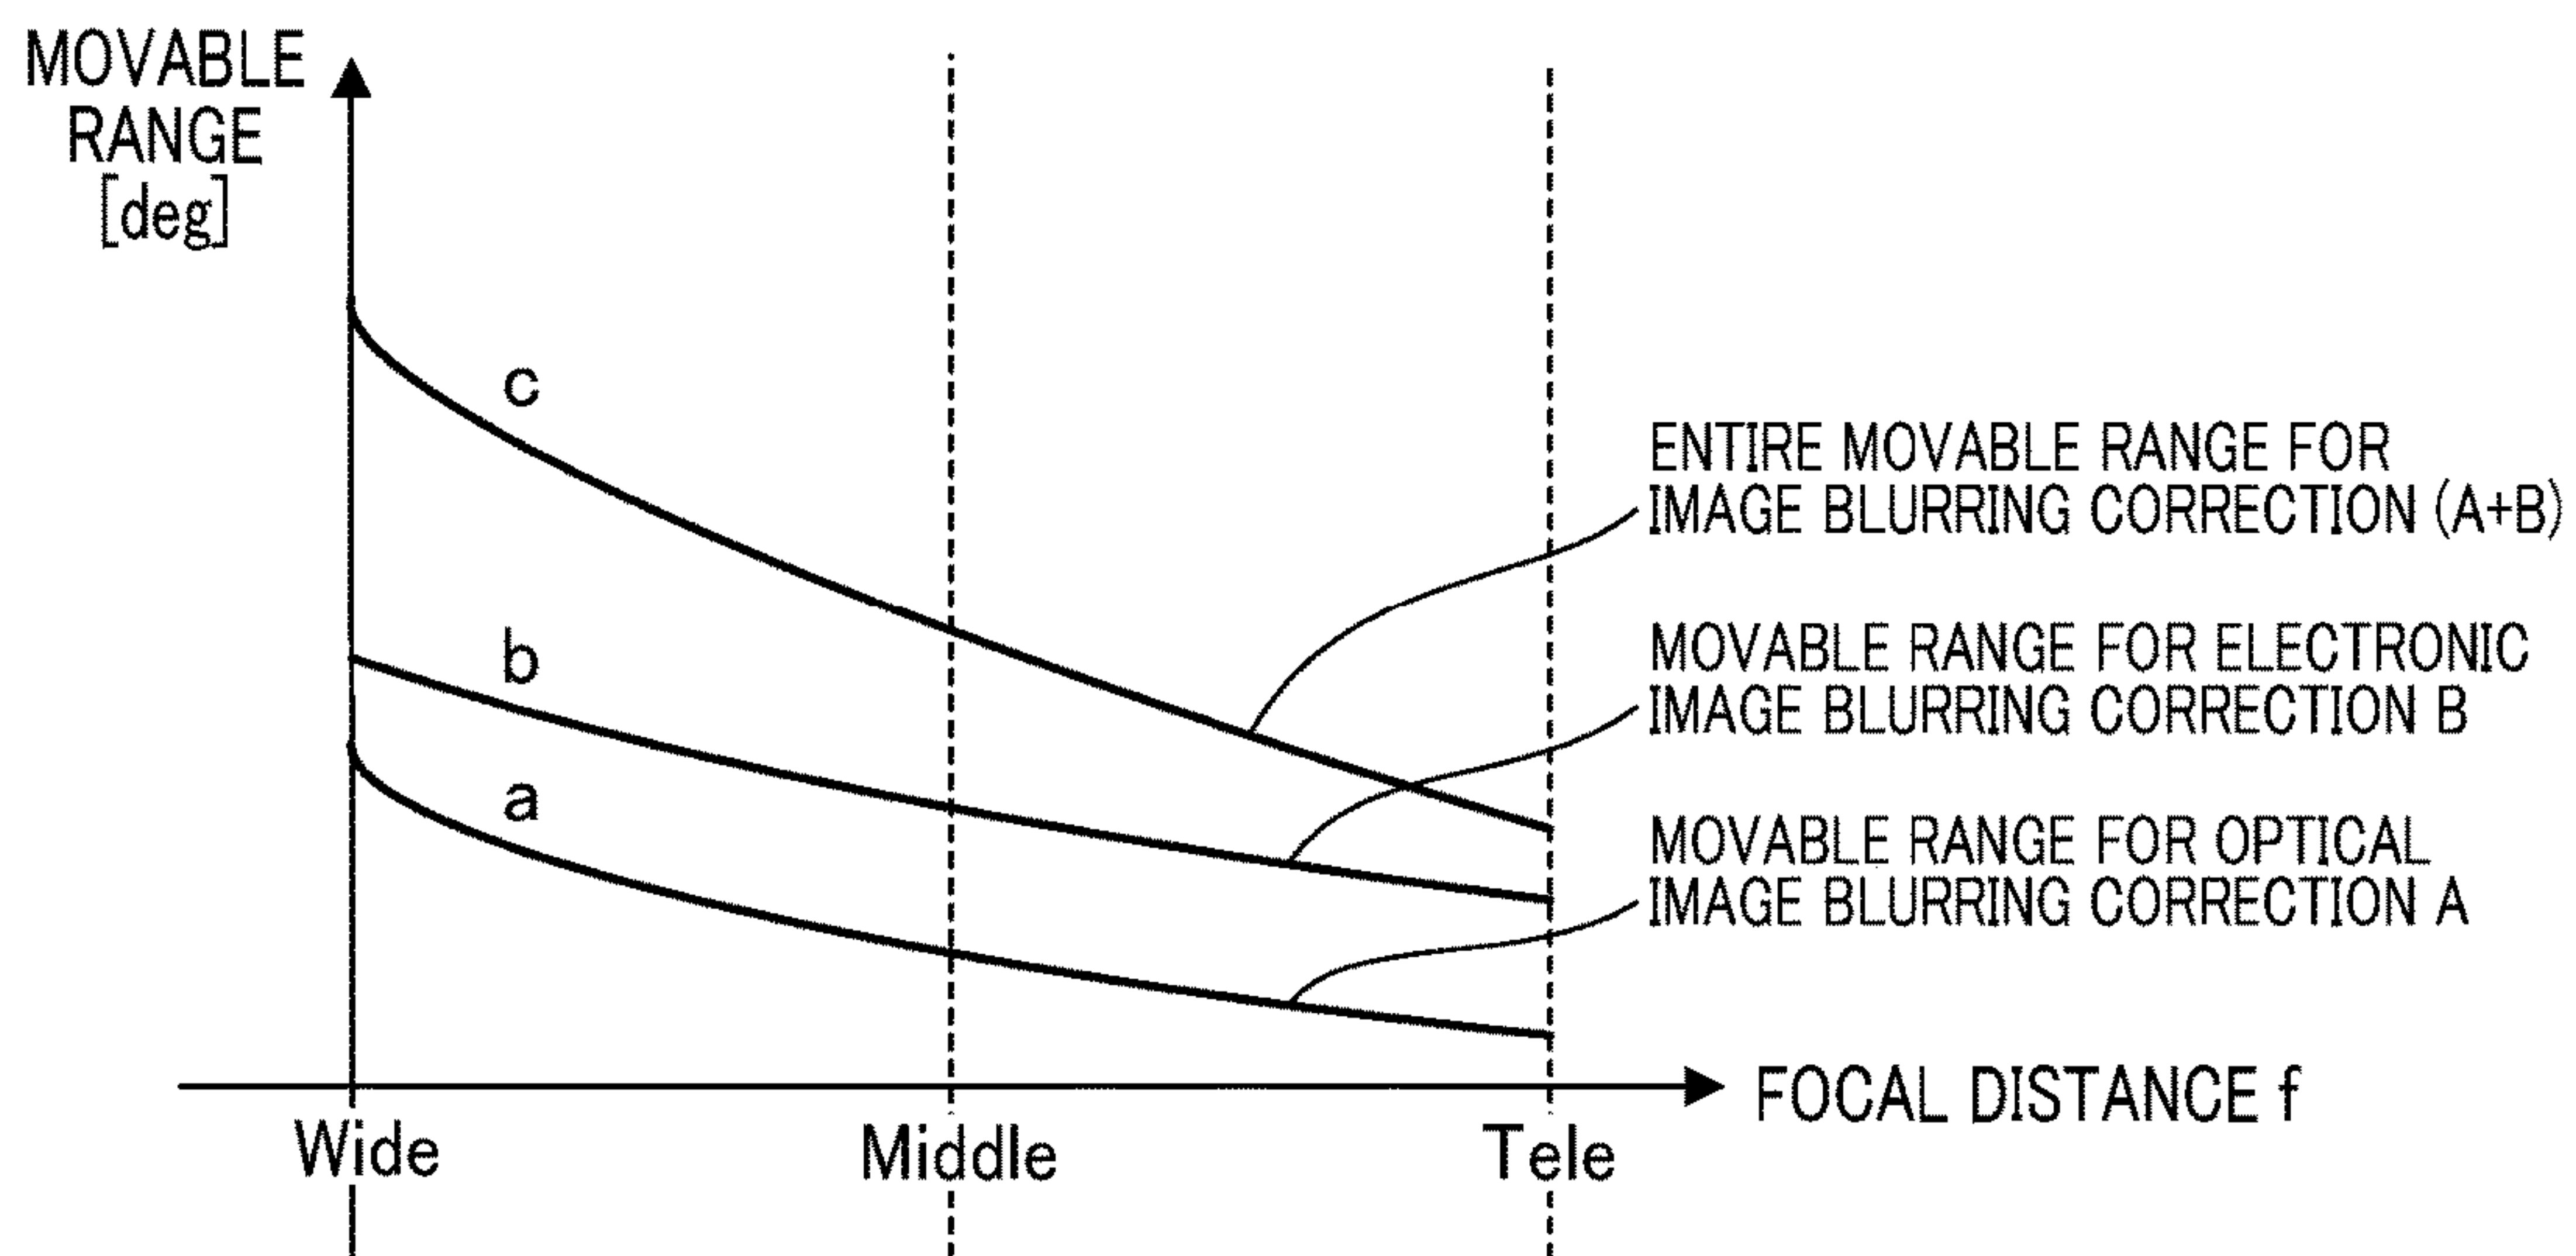 MOVABLE
RANGE
[deg]
c
b
a
ENTIRE MOVABLE RANGE FOR
IMAGE BLURRING CORRECTION (A+B)
MOVABLE RANGE FOR ELECTRONIC
IMAGE BLURRING CORRECTION B
MOVABLE RANGE FOR OPTICAL
IMAGE BLURRING CORRECTION A
FOCAL DISTANCE f
Wide
Middle
Tele